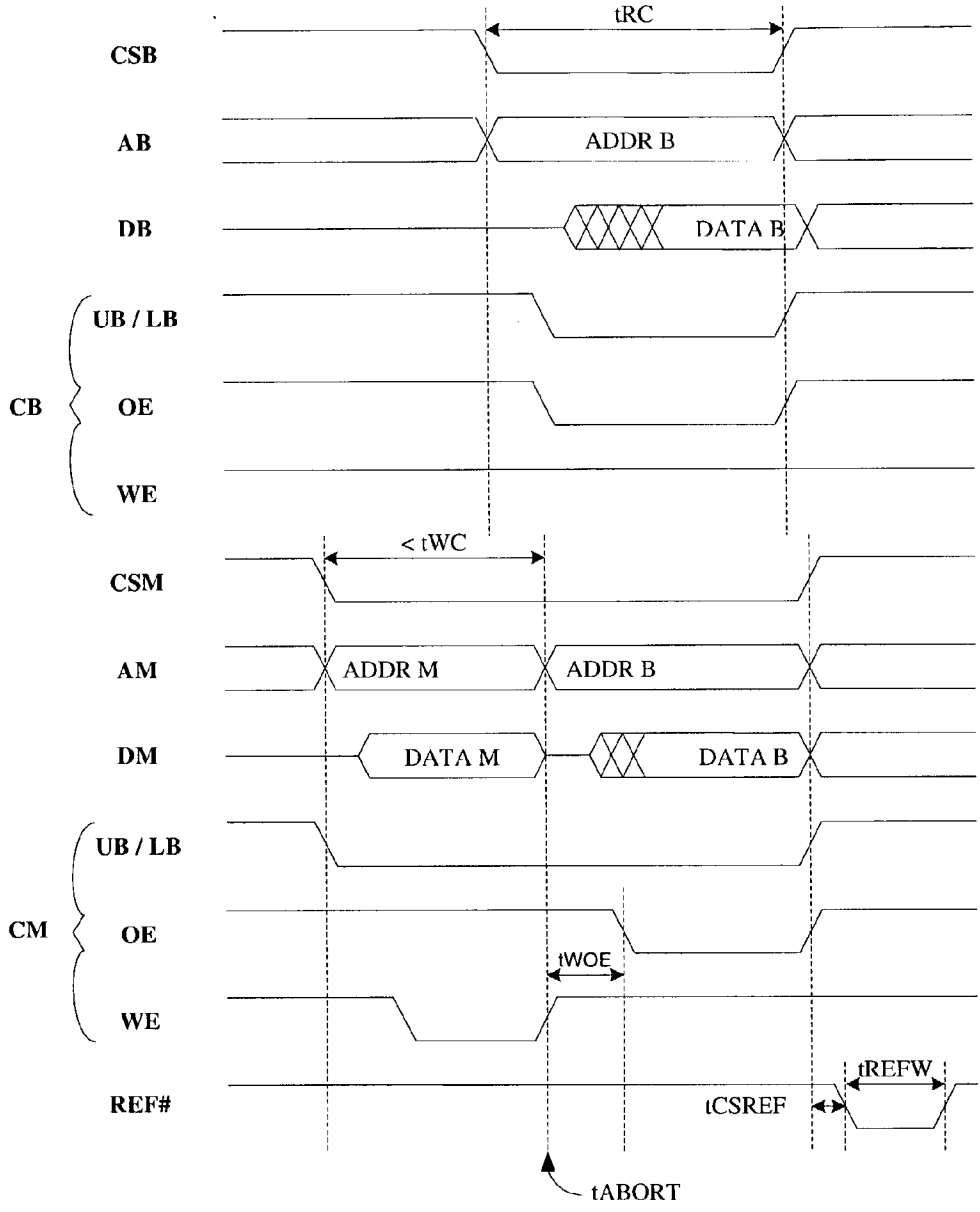 tRC
CSB
AB
ADDR B
DB
DATA B
UB / LB
CB
OE
WE
< tWC
CSM
AM
ADDR M
ADDR B
DM
DATA M
DATA B
UB / LB
CM
OE
tWOE
WE
tREFW
REF#
tCSREF
tABORT